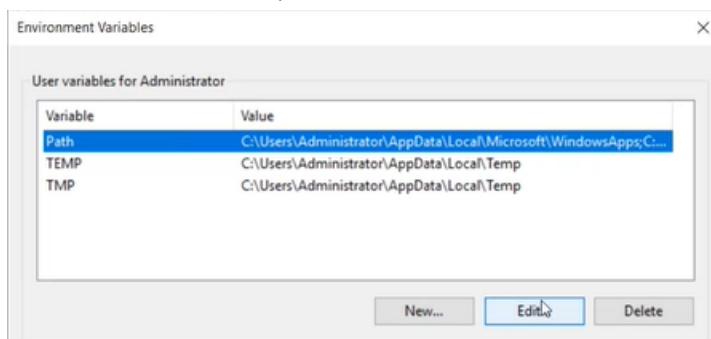 Environment Variables
User variables for Administrator
Variable Value
Path C:\Users\Administrator\AppData\Local\Microsoft\WindowsApps;C:...
TEMP C:\Users\Administrator\AppData\Local\Temp
TMP C:\Users\Administrator\AppData\Local\Temp
New... Edit... Delete